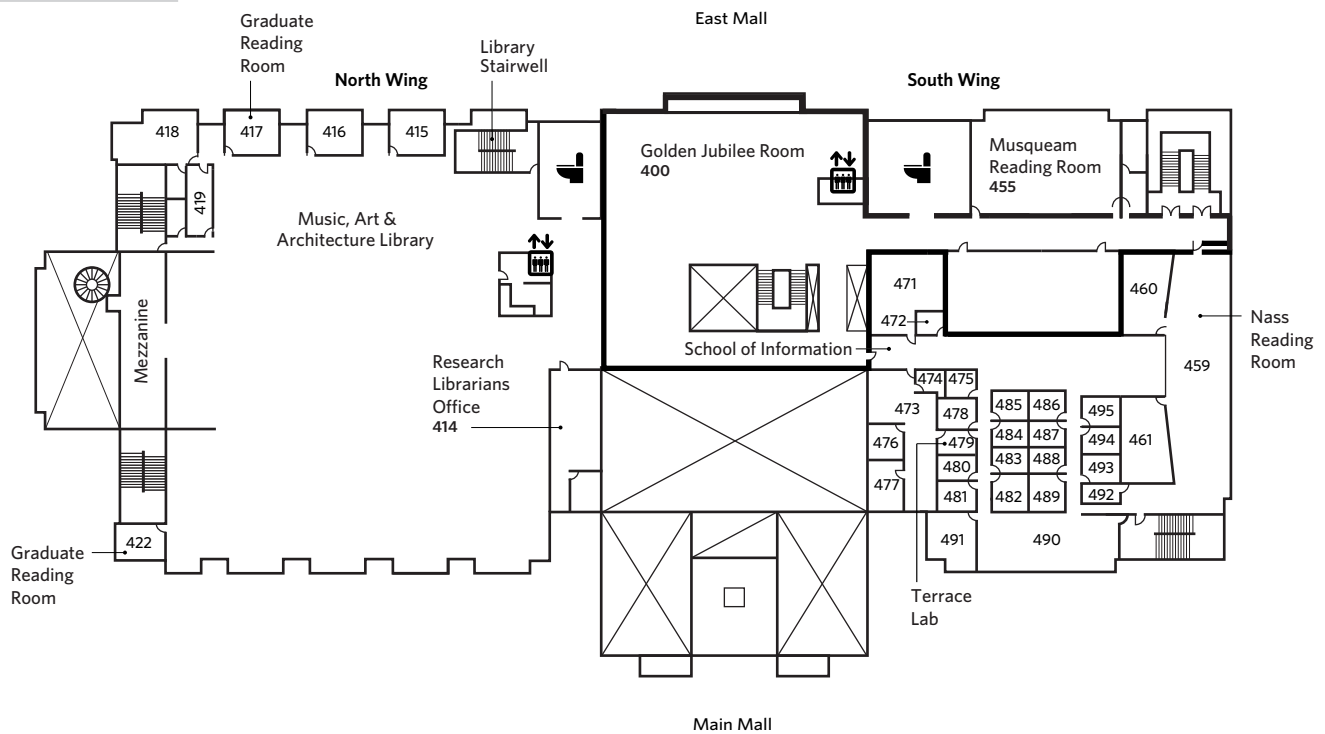 East Mall
Graduate
Reading
Room
Library
Stairwell
North Wing
South Wing
418
417
416
415
419
Music, Art &
Architecture Library
Golden Jubilee Room
400
Musqueam
Reading Room
455
Mezzanine
471
472
460
Nass
Reading
Room
459
School of Information
Research
Librarians
Office
414
473
474
475
476
477
478
479
480
481
485
486
484
487
483
488
482
489
495
494
493
492
461
491
490
422
Graduate
Reading
Room
Terrace
Lab
Main Mall